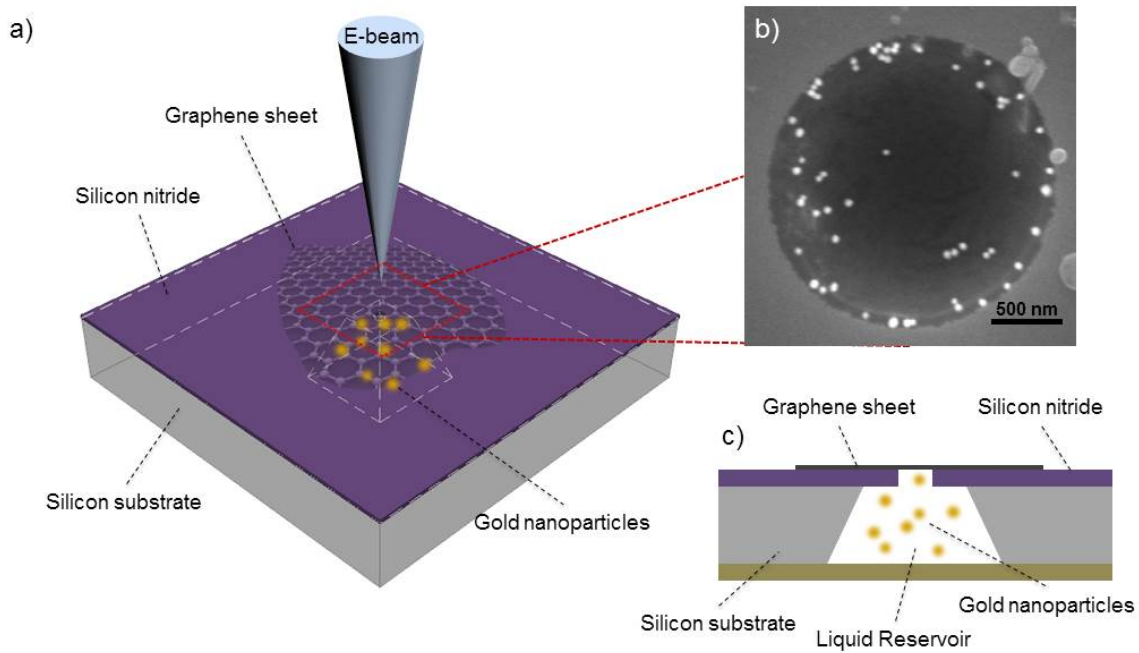 a)
E-beam
Graphene sheet
Silicon nitride
Silicon substrate
Gold nanoparticles
b)
500 nm
c)
Graphene sheet
Silicon nitride
Silicon substrate
Liquid Reservoir
Gold nanoparticles